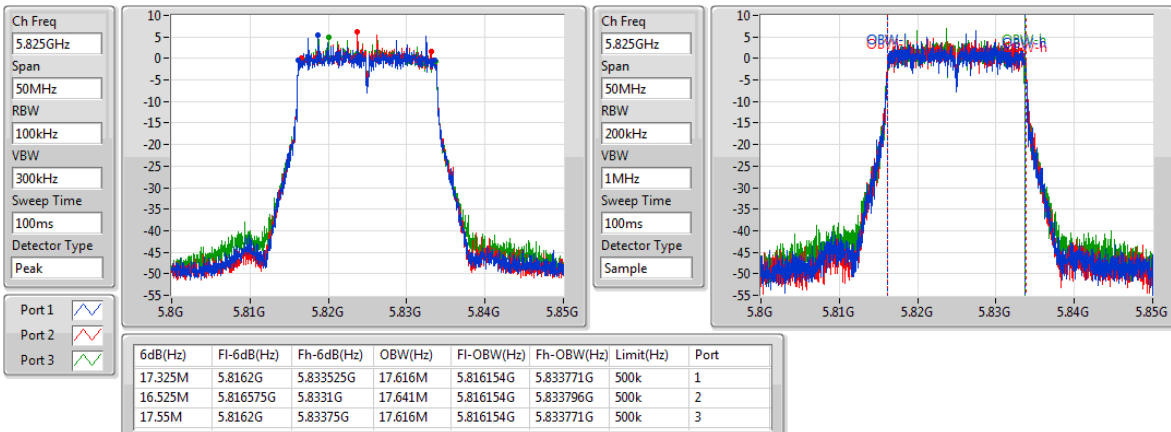 Ch Freq
5.825GHz
Span
50MHz
RBW
100kHz
VBW
300kHz
Sweep Time
100ms
Detector Type
Peak
Port 1
Port 2
Port 3
10
5
0
-5
-10
-15
-20
-25
-30
-35
-40
-45
-50
-55
5.8G 5.81G 5.82G 5.83G 5.84G 5.85G
Ch Freq
5.825GHz
Span
50MHz
RBW
200kHz
VBW
1MHz
Sweep Time
100ms
Detector Type
Sample
10
5
0
-5
-10
-15
-20
-25
-30
-35
-40
-45
-50
-55
OBW-l OBW-h
5.8G 5.81G 5.82G 5.83G 5.84G 5.85G
6dB(Hz) Fl-6dB(Hz) Fh-6dB(Hz) OBW(Hz) Fl-OBW(Hz) Fh-OBW(Hz) Limit(Hz) Port
17.325M 5.8162G 5.833525G 17.616M 5.816154G 5.833771G 500k 1
16.525M 5.816575G 5.8331G 17.641M 5.816154G 5.833796G 500k 2
17.55M 5.8162G 5.83375G 17.616M 5.816154G 5.833771G 500k 3